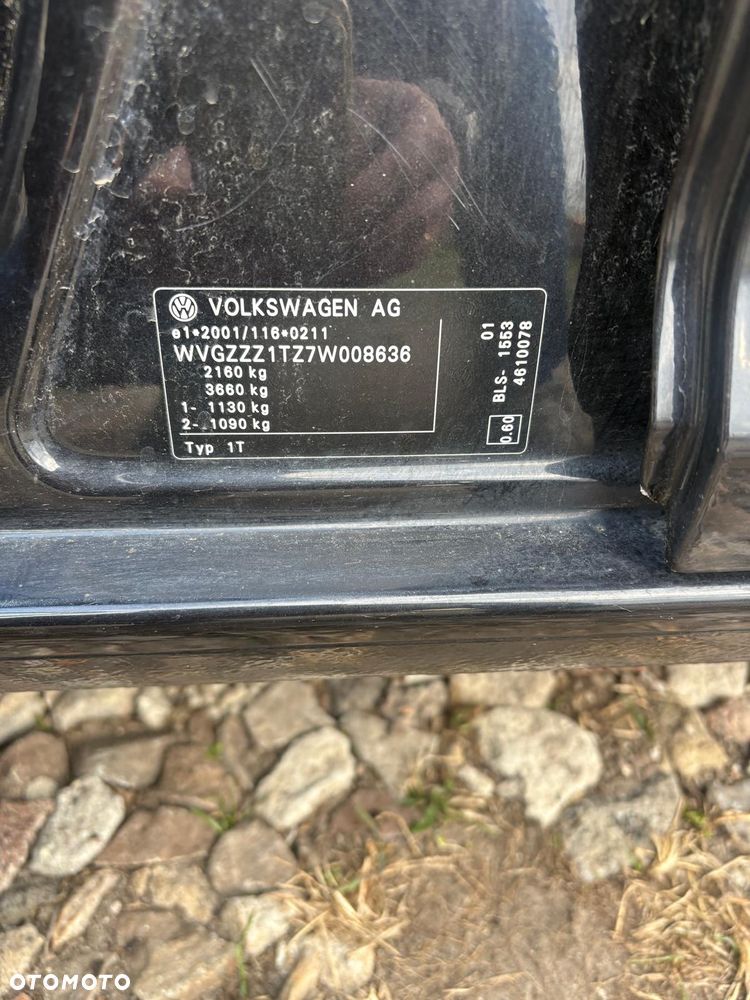 VOLKSWAGEN AG
e1*2001/116*0211
WVGZZZ1TZ7W008636
2160 kg
3660 kg
1- 1130 kg
2- 1090 kg
Typ 1T
01
BLS- 1553
4610078
0.60
OTOMOTO